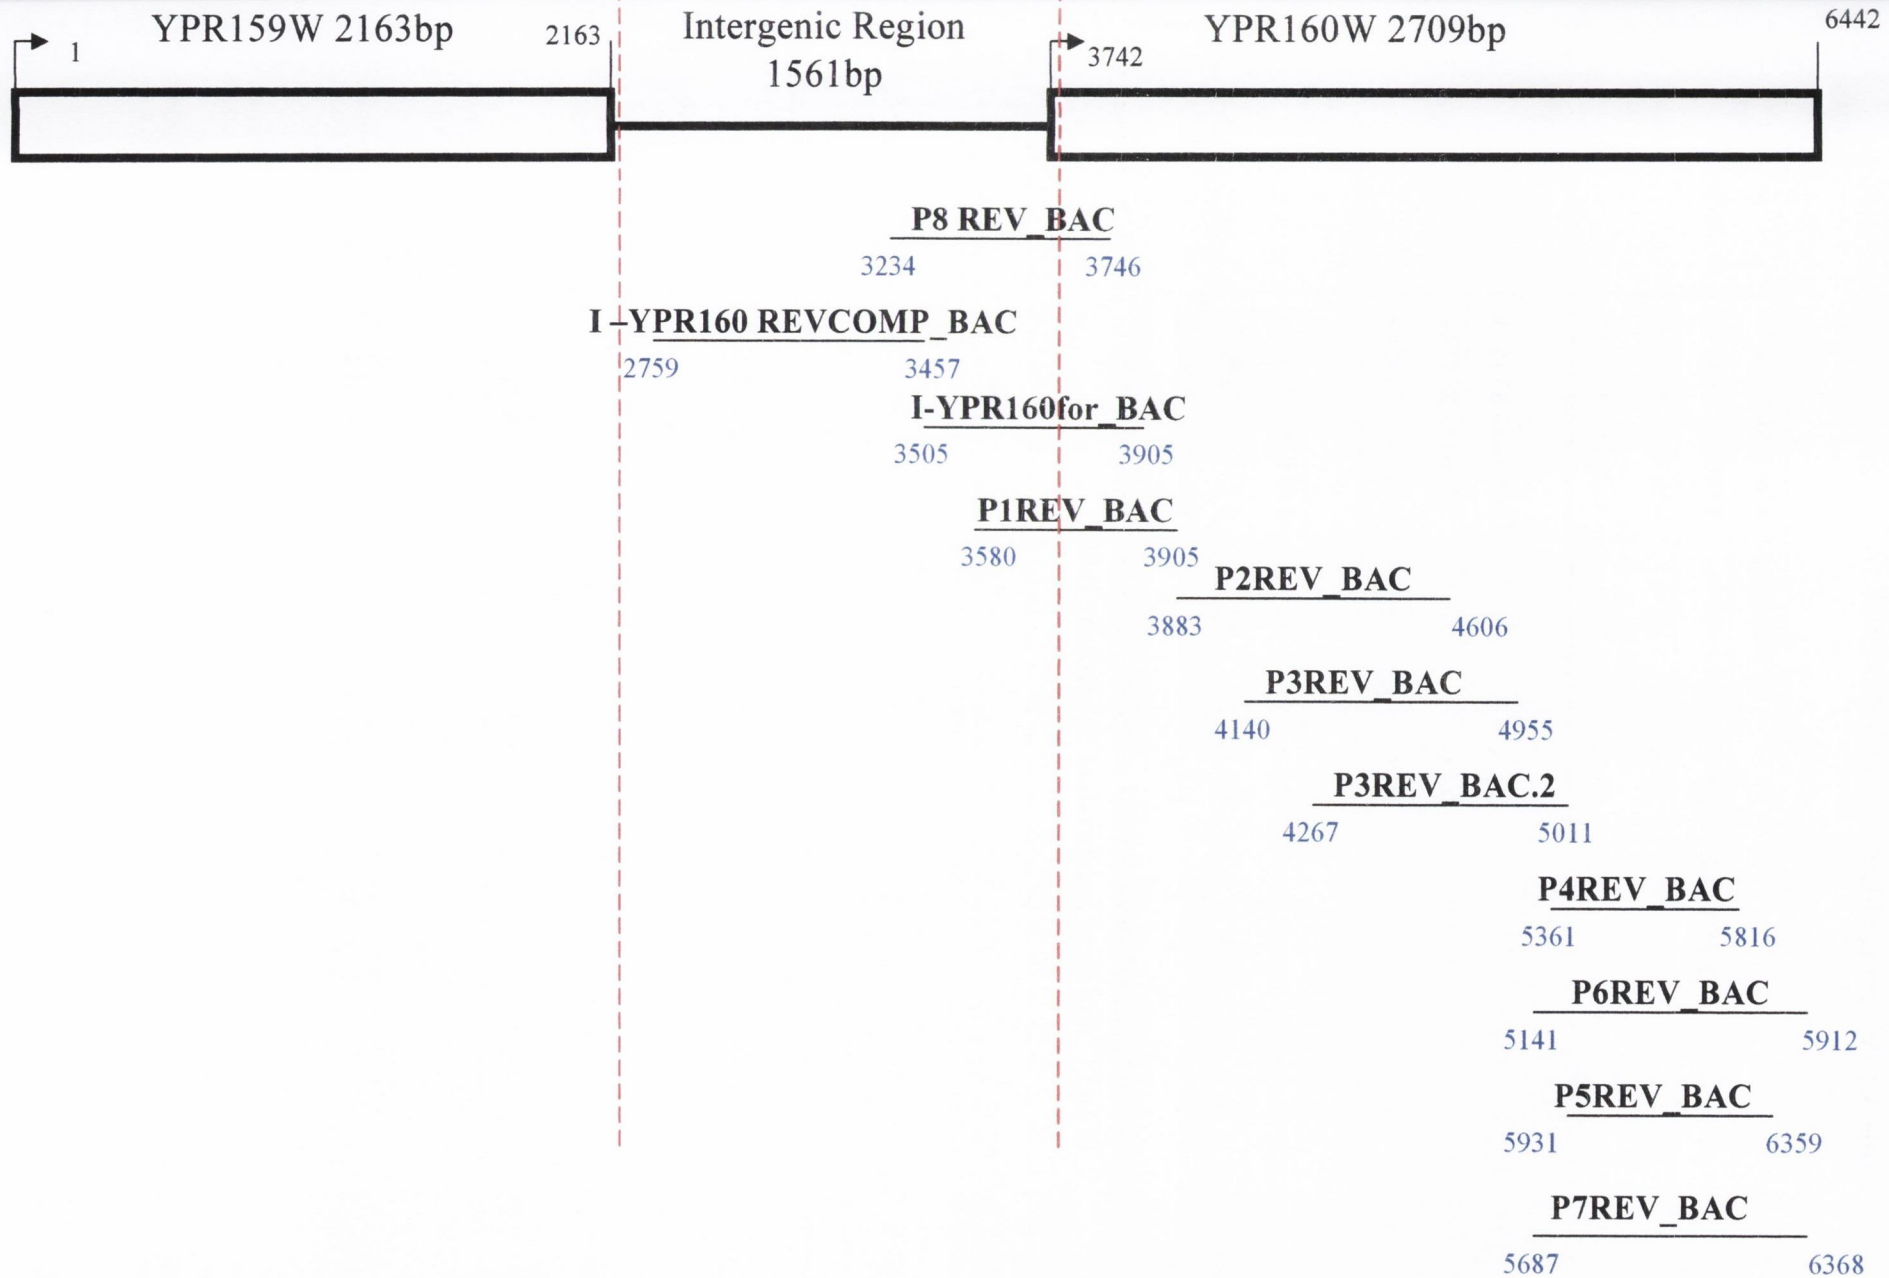 YPR159W 2163bp
1
2163
Intergenic Region
1561bp
YPR160W 2709bp
3742
6442
P8 REV_BAC
3234 3746
I –YPR160 REVCOMP_BAC
2759 3457
I-YPR160for_BAC
3505 3905
P1REV_BAC
3580 3905
P2REV_BAC
3883 4606
P3REV_BAC
4140 4955
P3REV_BAC.2
4267 5011
P4REV_BAC
5361 5816
P6REV_BAC
5141 5912
P5REV_BAC
5931 6359
P7REV_BAC
5687 6368